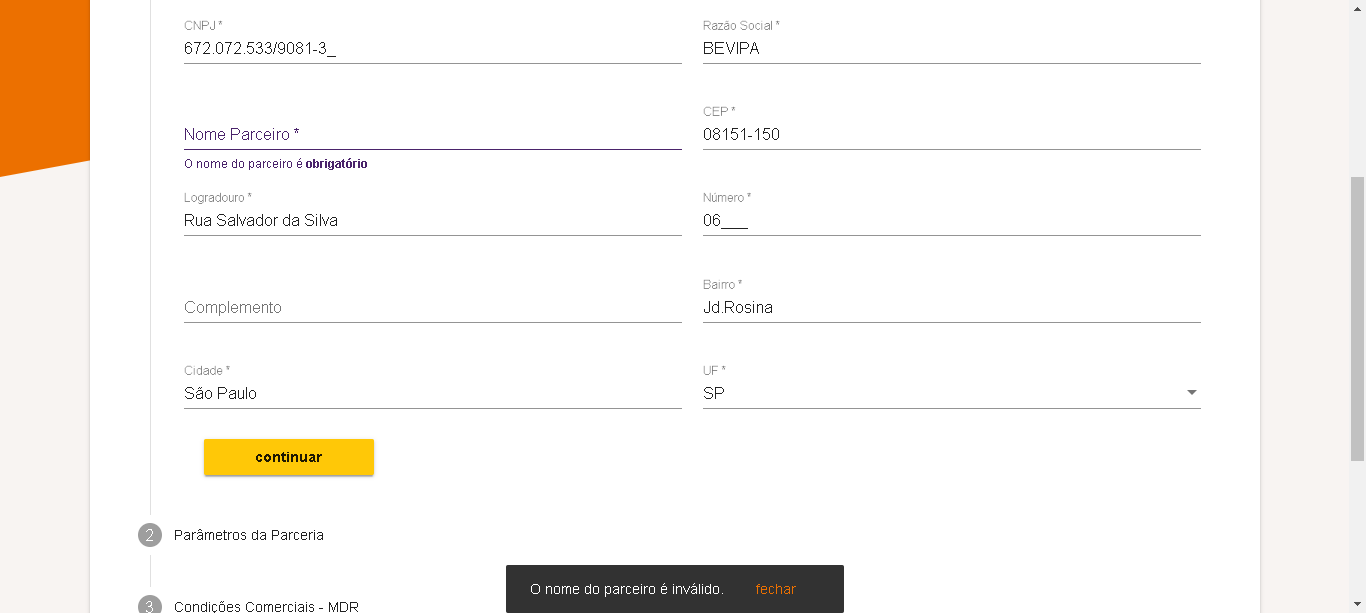 CNPJ *
672.072.533/9081-3_
Razão Social *
BEVIPA
Nome Parceiro *
O nome do parceiro é obrigatório
CEP *
08151-150
Logradouro *
Rua Salvador da Silva
Número *
06___
Complemento
Bairro *
Jd.Rosina
Cidade *
São Paulo
UF *
SP
continuar
2 Parâmetros da Parceria
3 Condições Comerciais - MDR
O nome do parceiro é inválido. fechar